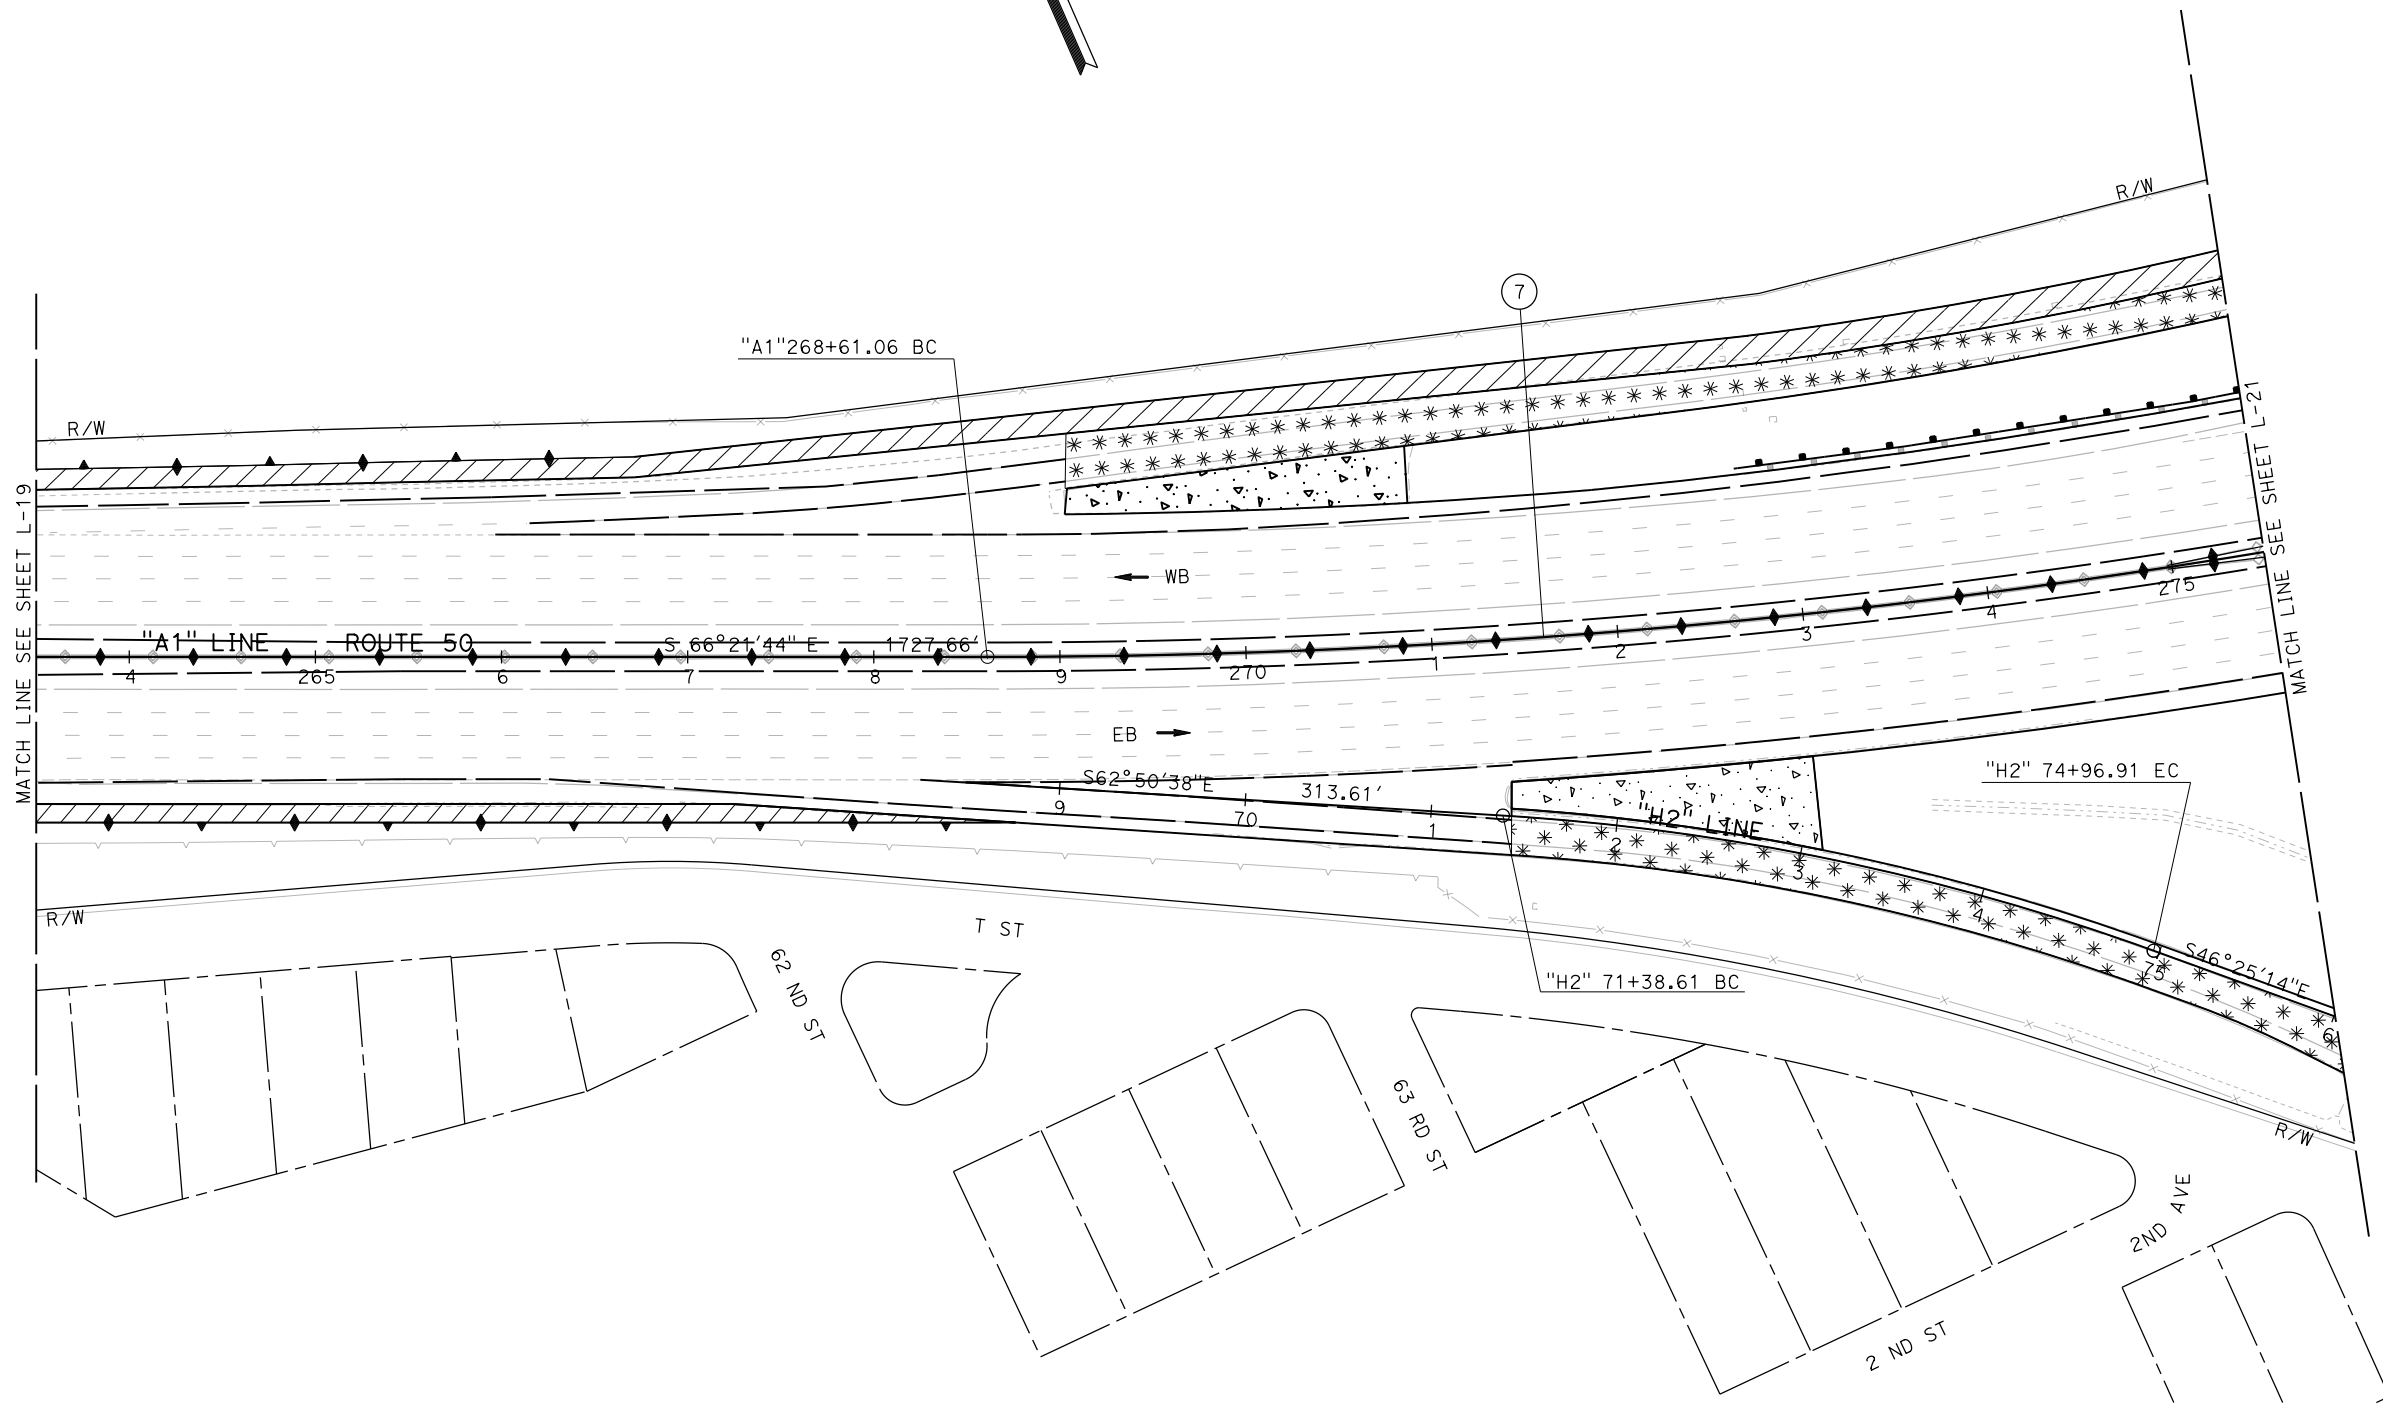 R/W
7
"A1"268+61.06 BC
R/W
MATCH LINE SEE SHEET L-19
MATCH LINE SEE SHEET L-21
WB
"A1" LINE
ROUTE 50
S 66°21'44" E
1727.66'
4
265
6
7
8
9
270
1
2
3
4
275
EB
S62°50'38"E
313.61'
"H2" 74+96.91 EC
9
70
1
2
3
4
75
6
"H2" LINE
S46°25'14"E
R/W
T ST
62 ND ST
"H2" 71+38.61 BC
63 RD ST
R/W
2ND AVE
2 ND ST